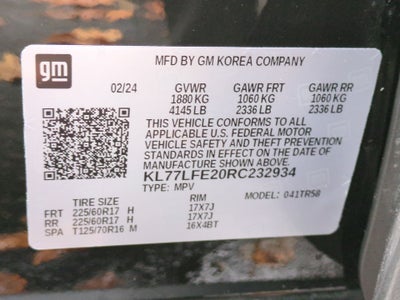 gm
MFD BY GM KOREA COMPANY
02/24 GVWR GAWR FRT GAWR RR
1880 KG 1060 KG 1060 KG
4145 LB 2336 LB 2336 LB
THIS VEHICLE CONFORMS TO ALL
APPLICABLE U.S. FEDERAL MOTOR
VEHICLE SAFETY AND THEFT PREVENTION
STANDARDS IN EFFECT ON THE DATE OF
MANUFACTURE SHOWN ABOVE.
KL77LFE20RC232934
TYPE: MPV MODEL: 041TR58
TIRE SIZE RIM
FRT 225/60R17 H 17X7J
RR 225/60R17 H 17X7J
SPA T125/70R16 M 16X4BT